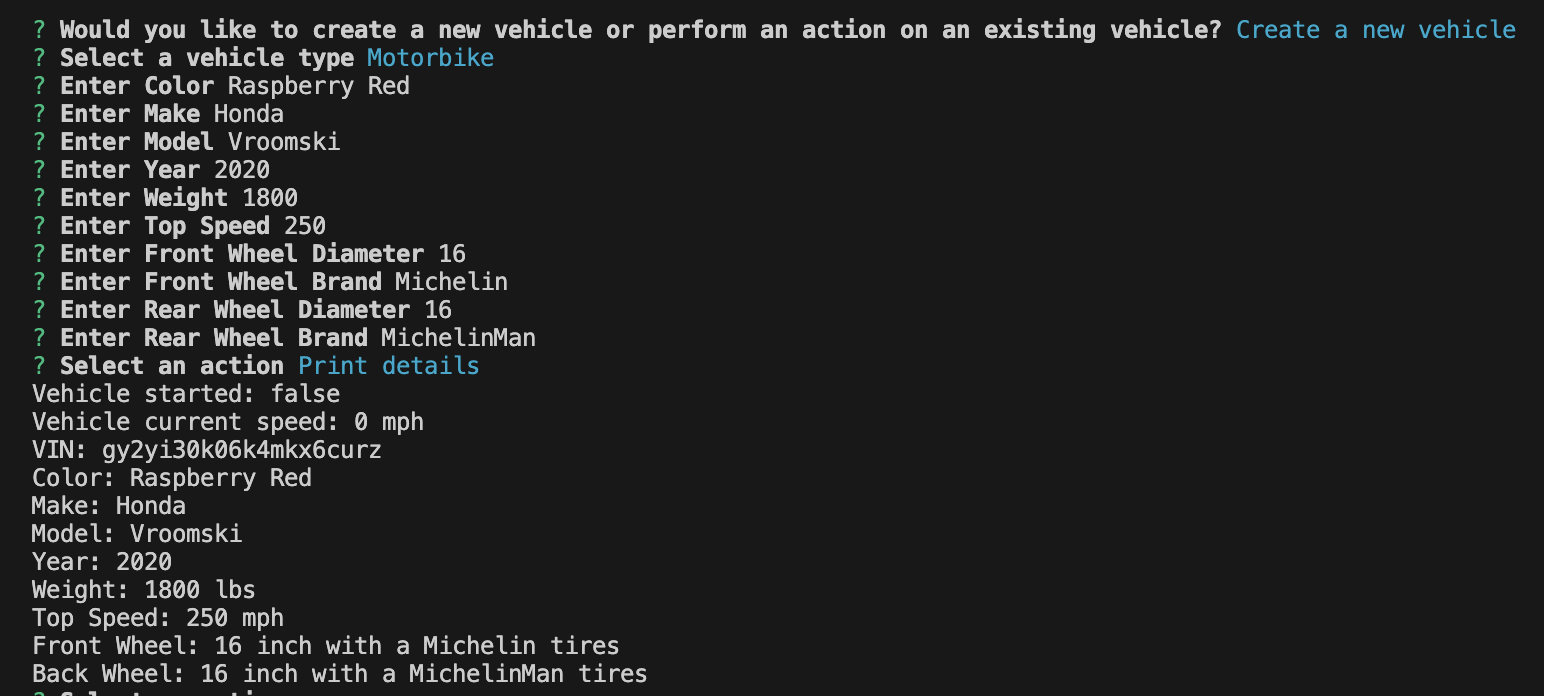 ? Would you like to create a new vehicle or perform an action on an existing vehicle? Create a new vehicle
? Select a vehicle type Motorbike
? Enter Color Raspberry Red
? Enter Make Honda
? Enter Model Vroomski
? Enter Year 2020
? Enter Weight 1800
? Enter Top Speed 250
? Enter Front Wheel Diameter 16
? Enter Front Wheel Brand Michelin
? Enter Rear Wheel Diameter 16
? Enter Rear Wheel Brand MichelinMan
? Select an action Print details
Vehicle started: false
Vehicle current speed: 0 mph
VIN: gy2yi30k06k4mkx6curz
Color: Raspberry Red
Make: Honda
Model: Vroomski
Year: 2020
Weight: 1800 lbs
Top Speed: 250 mph
Front Wheel: 16 inch with a Michelin tires
Back Wheel: 16 inch with a MichelinMan tires